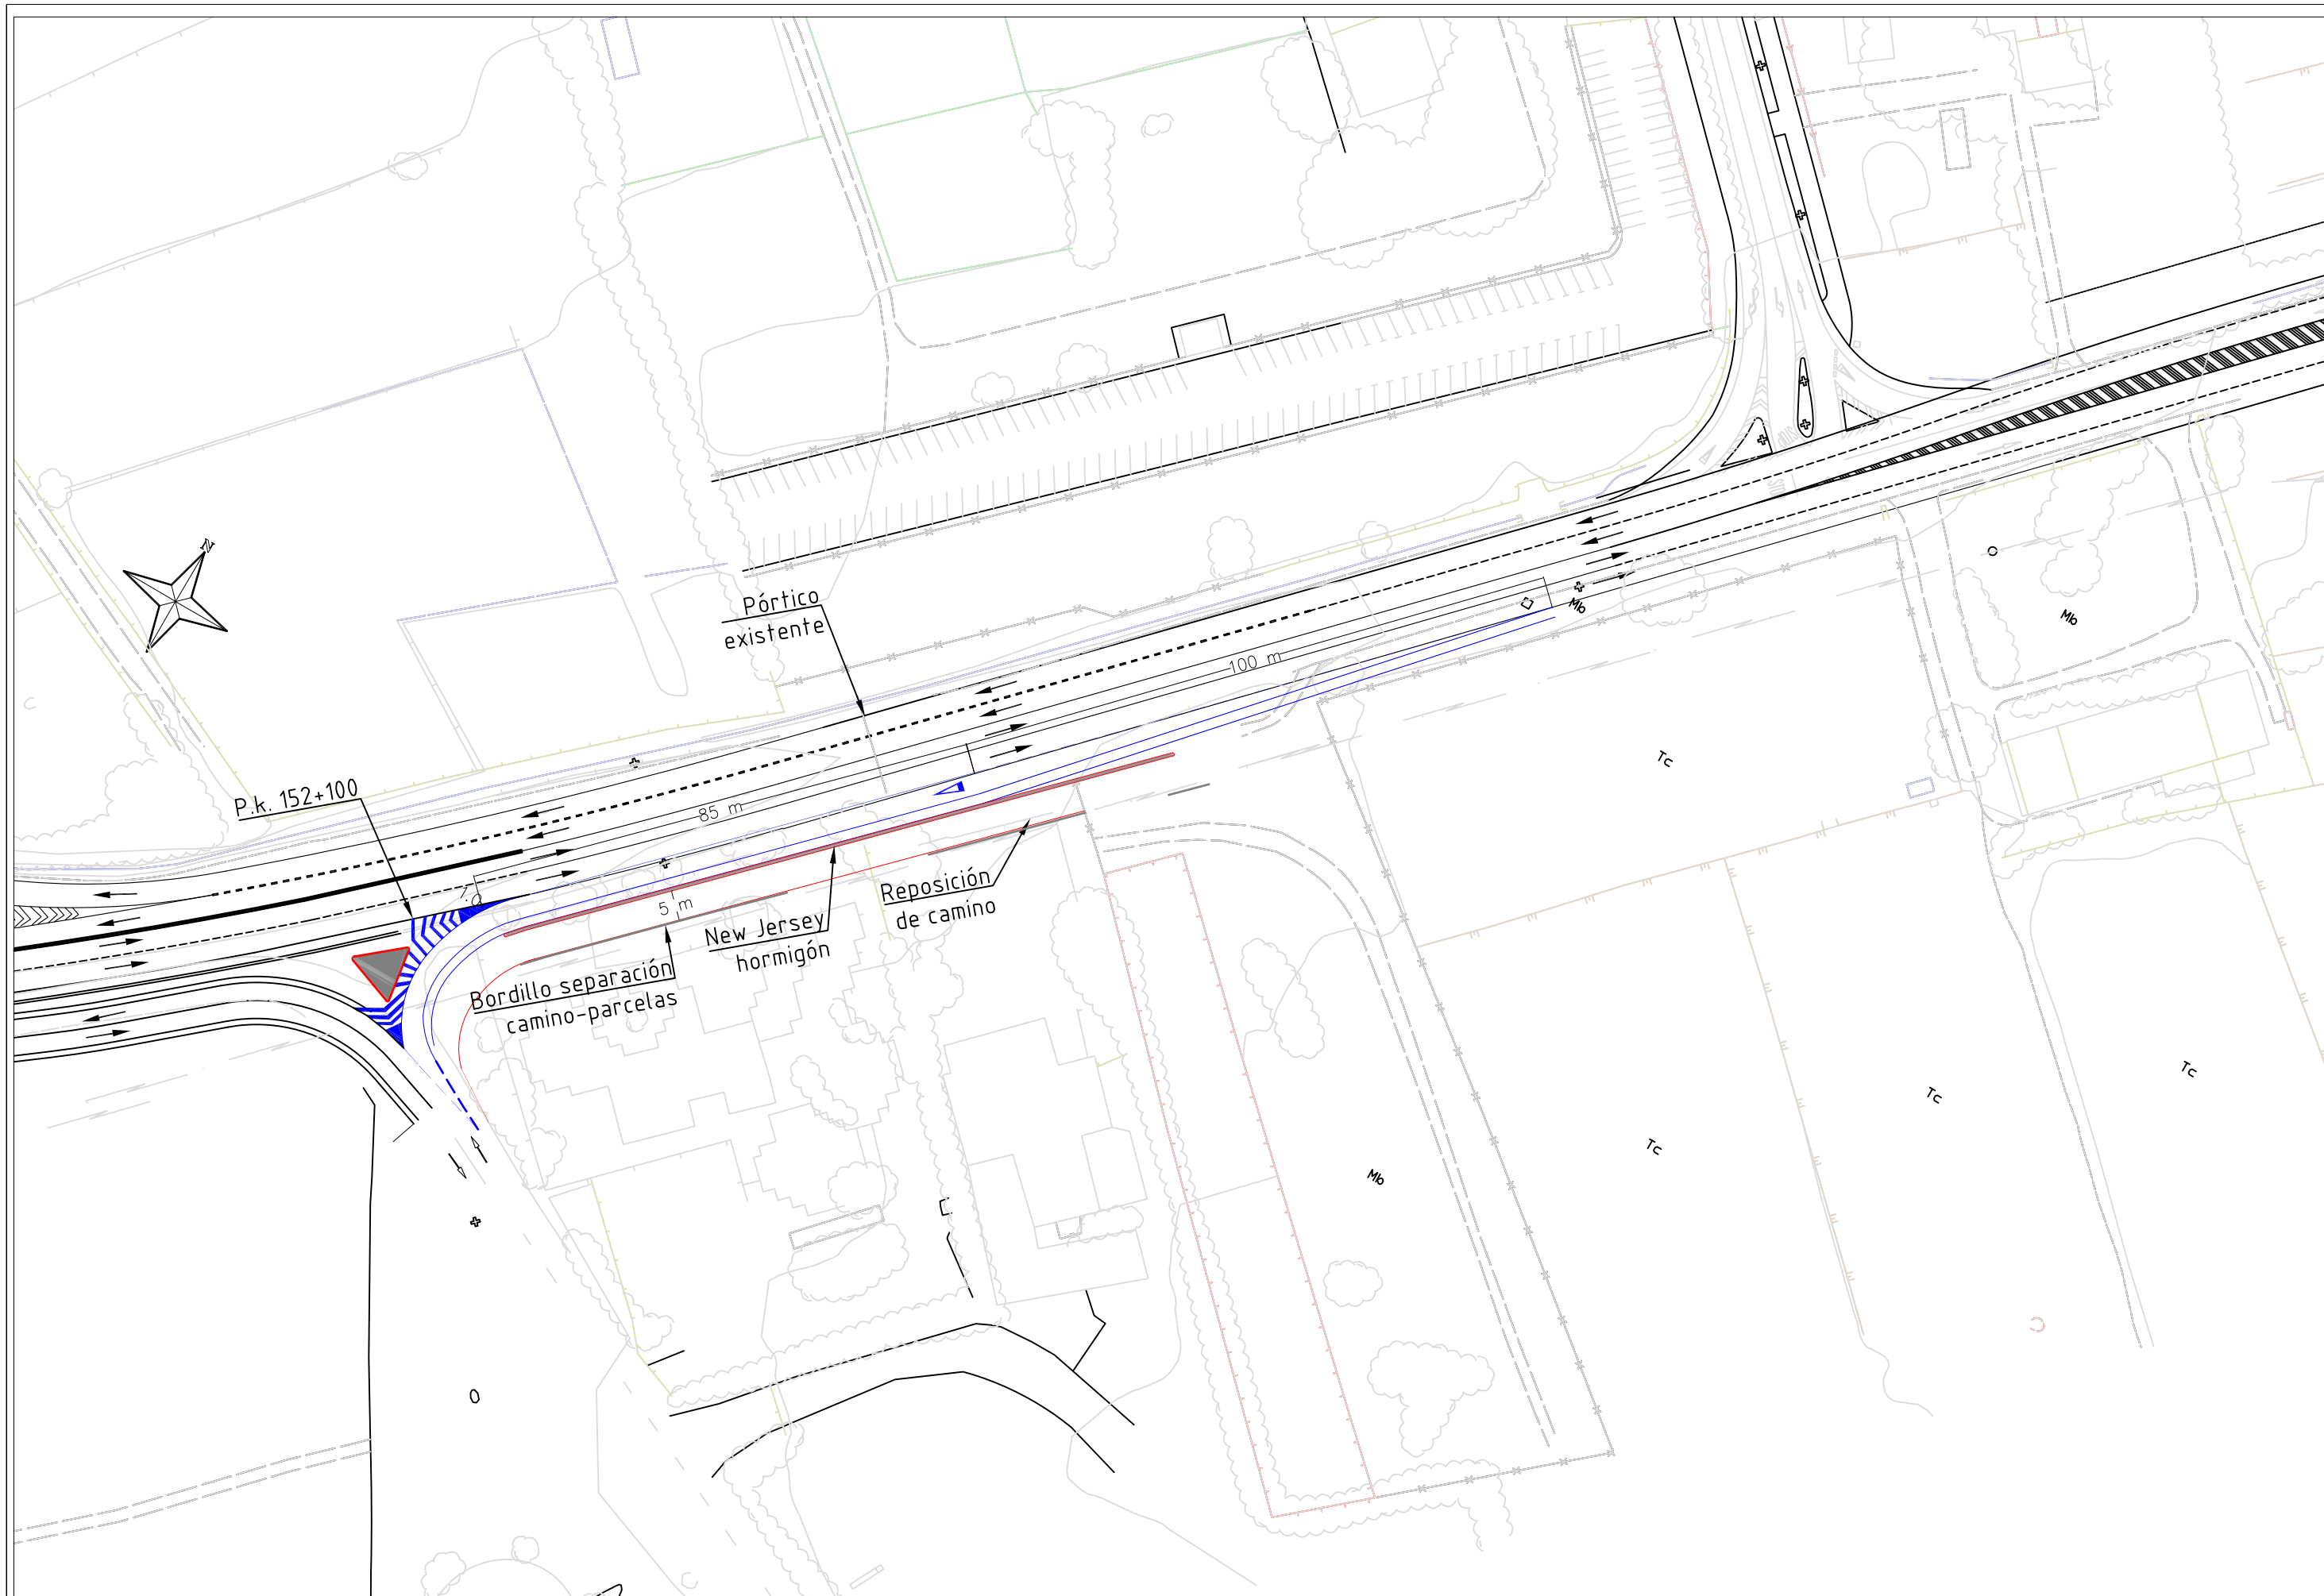 N
Pórtico
existente
Mb
Mb
100 m
Tc
P.k. 152+100
85 m
Reposición
de camino
5 m
New Jersey
hormigón
Bordillo separación
camino-parcelas
Tc
Tc
Tc
Mb